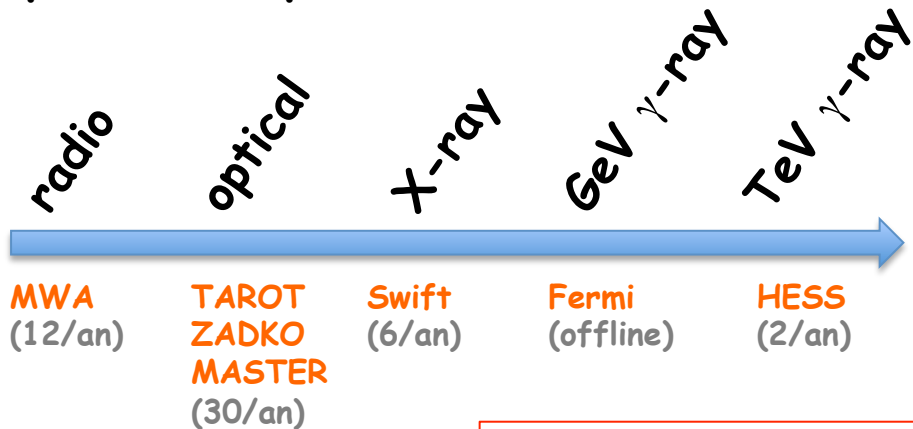 radio
optical
X-ray
GeV γ-ray
TeV γ-ray
MWA
(12/an)
TAROT
ZADKO
MASTER
(30/an)
Swift
(6/an)
Fermi
(offline)
HESS
(2/an)